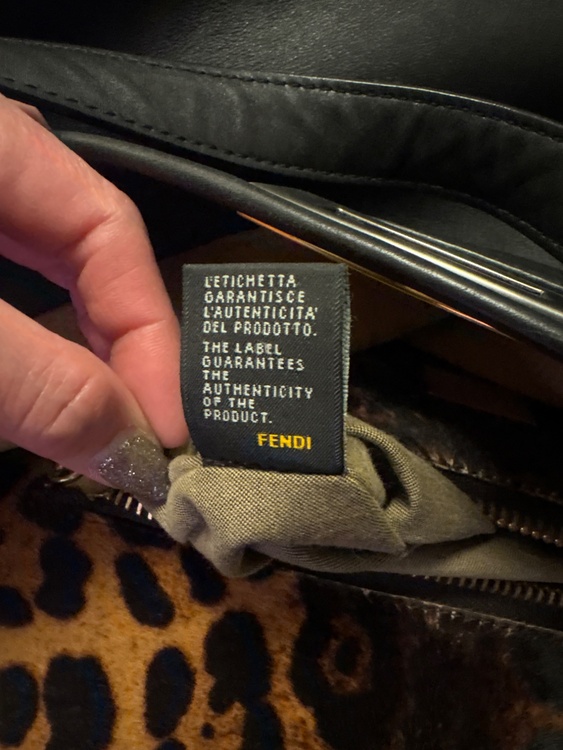 L'ETICHETTA
GARANTISCE
L'AUTENTICITA'
DEL PRODOTTO.
THE LABEL
GUARANTEES
THE
AUTHENTICITY
OF THE
PRODUCT.
FENDI